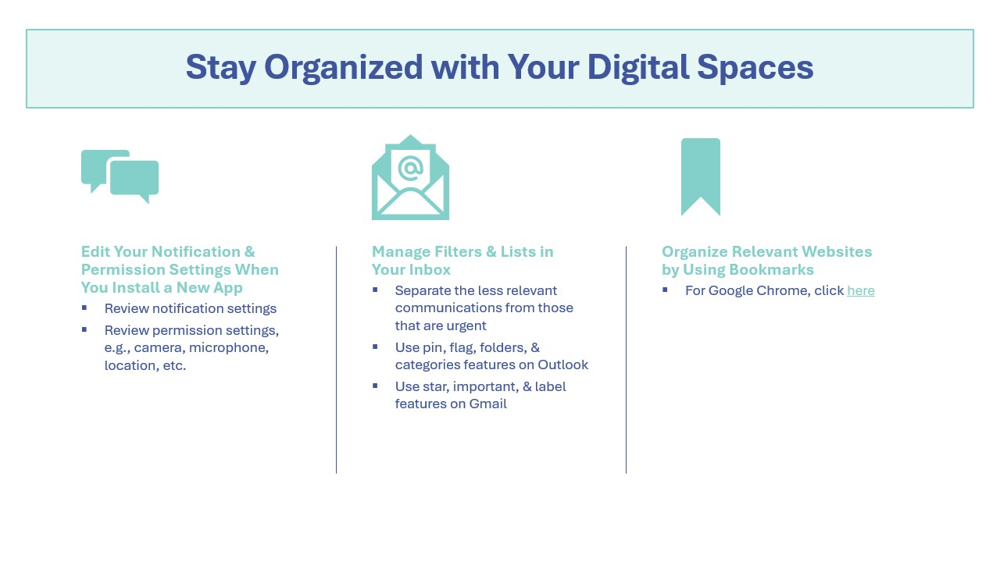 Stay Organized with Your Digital Spaces
@
Edit Your Notification &
Permission Settings When
You Install a New App
▪ Review notification settings
▪ Review permission settings,
e.g., camera, microphone,
location, etc.
Manage Filters & Lists in
Your Inbox
▪ Separate the less relevant
communications from those
that are urgent
▪ Use pin, flag, folders, &
categories features on Outlook
▪ Use star, important, & label
features on Gmail
Organize Relevant Websites
by Using Bookmarks
▪ For Google Chrome, click here